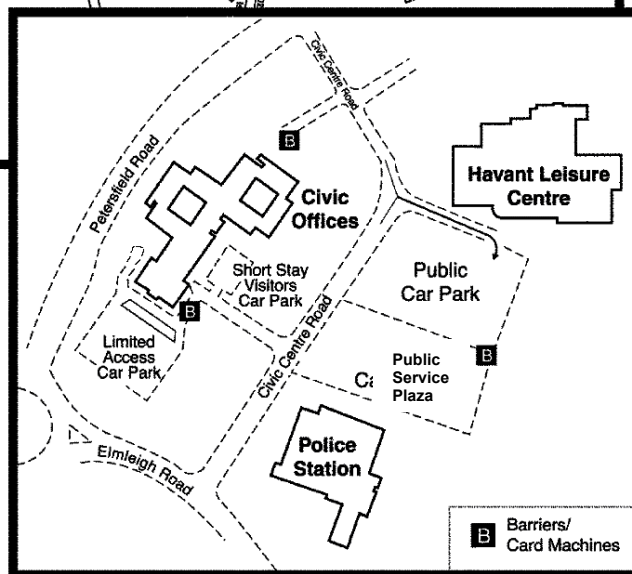 Civic Centre Road
B
Petersfield Road
Havant Leisure
Centre
Civic
Offices
Short Stay
Visitors
Car Park
Public
Car Park
B
Limited
Access
Car Park
Civic Centre Road
B
Ca
Public
Service
Plaza
Police
Station
Elmleigh Road
B
Barriers/
Card Machines